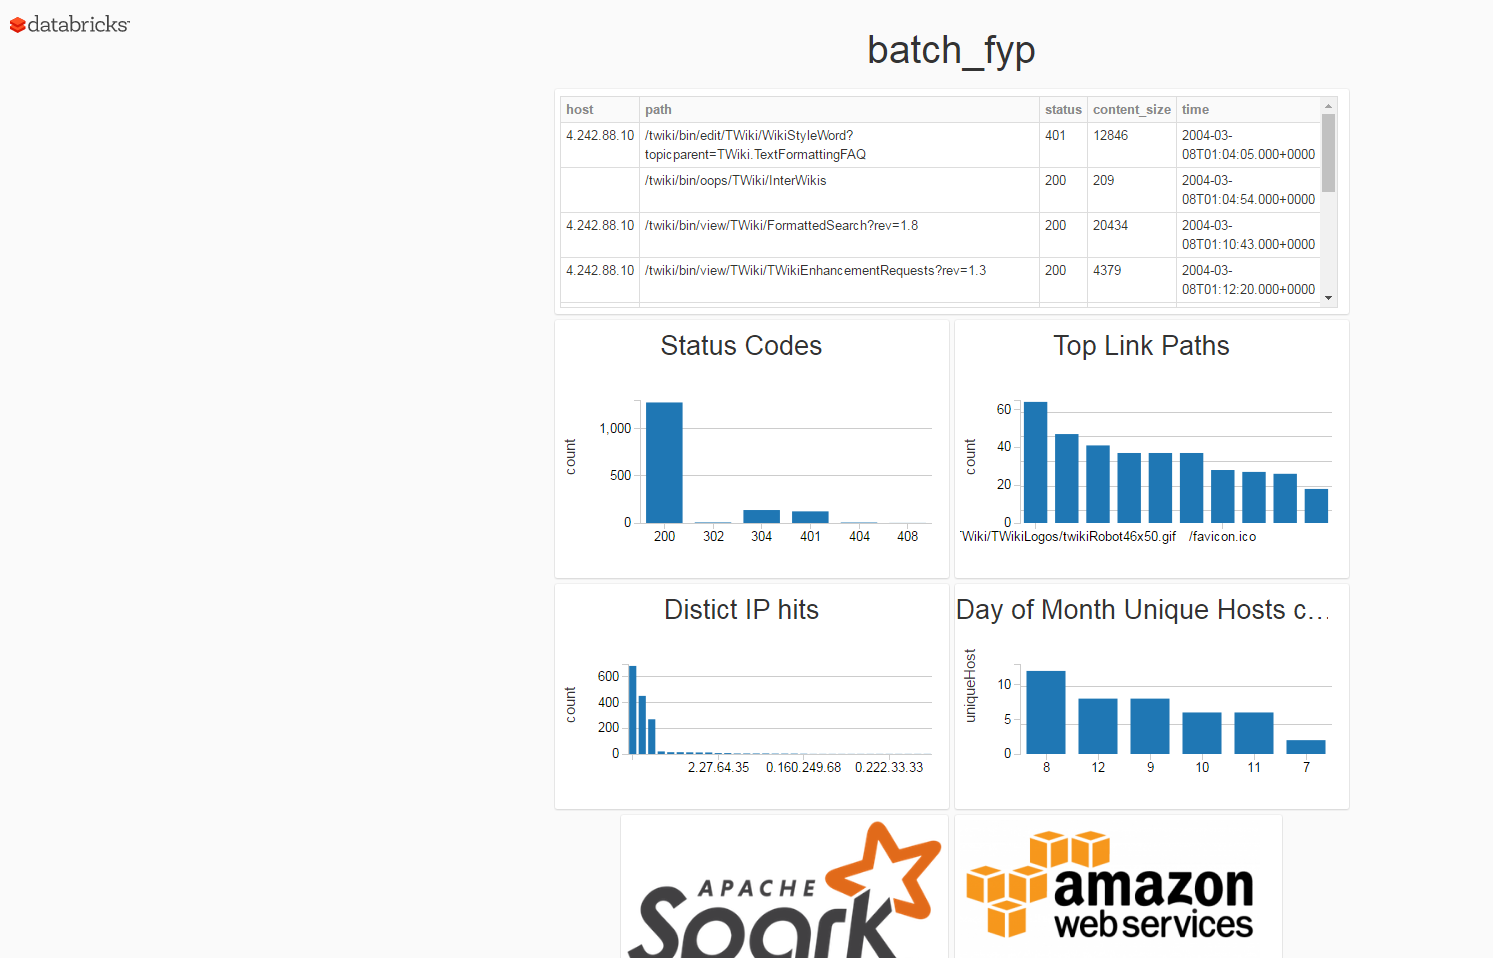 databricks
batch_fyp
host path status content_size time
4.242.88.10 /twiki/bin/edit/TWiki/WikiStyleWord? 401 12846 2004-03-
topicparent=TWiki.TextFormattingFAQ 08T01:04:05.000+0000
/twiki/bin/oops/TWiki/InterWikis 200 209 2004-03-
08T01:04:54.000+0000
4.242.88.10 /twiki/bin/view/TWiki/FormattedSearch?rev=1.8 200 20434 2004-03-
08T01:10:43.000+0000
4.242.88.10 /twiki/bin/view/TWiki/TWikiEnhancementRequests?rev=1.3 200 4379 2004-03-
08T01:12:20.000+0000
Status Codes
count
1,000
500
0
200 302 304 401 404 408
Top Link Paths
count
60
40
20
0
Wiki/TWikiLogos/twikiRobot46x50.gif /favicon.ico
Distict IP hits
count
600
400
200
0
2.27.64.35 0.160.249.68 0.222.33.33
Day of Month Unique Hosts c...
uniqueHost
10
5
0
8 12 9 10 11 7
APACHE
Spark
amazon
web services